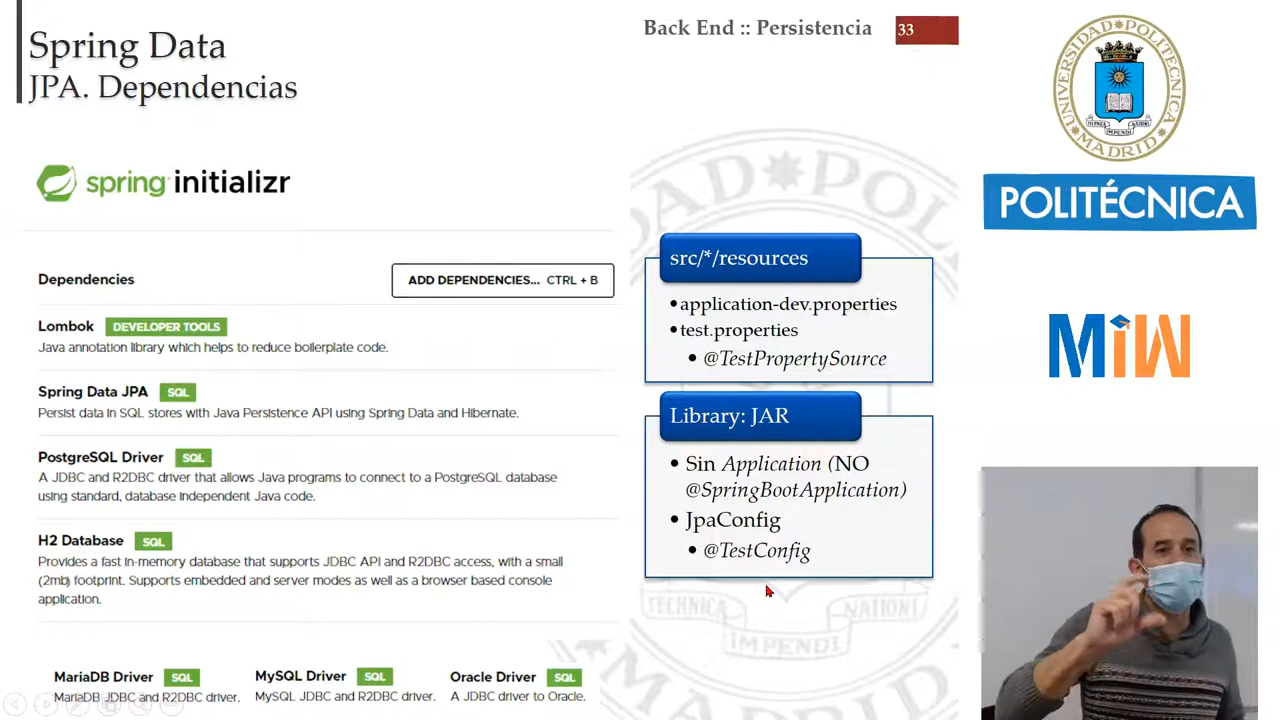 Spring Data
JPA. Dependencias
Back End :: Persistencia
33
spring initializr
Dependencies
ADD DEPENDENCIES... CTRL + B
Lombok DEVELOPER TOOLS
Java annotation library which helps to reduce boilerplate code.
Spring Data JPA SQL
Persist data in SQL stores with Java Persistence API using Spring Data and Hibernate.
PostgreSQL Driver SQL
A JDBC and R2DBC driver that allows Java programs to connect to a PostgreSQL database
using standard, database independent Java code.
H2 Database SQL
Provides a fast in-memory database that supports JDBC API and R2DBC access, with a small
(2mb) footprint. Supports embedded and server modes as well as a browser based console
application.
MariaDB Driver SQL
MariaDB JDBC and R2DBC driver.
MySQL Driver SQL
MySQL JDBC and R2DBC driver.
Oracle Driver SQL
A JDBC driver to Oracle.
src/*/resources
•application-dev.properties
•test.properties
• @TestPropertySource
Library: JAR
• Sin Application (NO
@SpringBootApplication)
• JpaConfig
• @TestConfig
TECHNICA IMPENDI NATIONI
UNIVERSIDAD POLITECNICA
MADRID
POLITÉCNICA
MiW